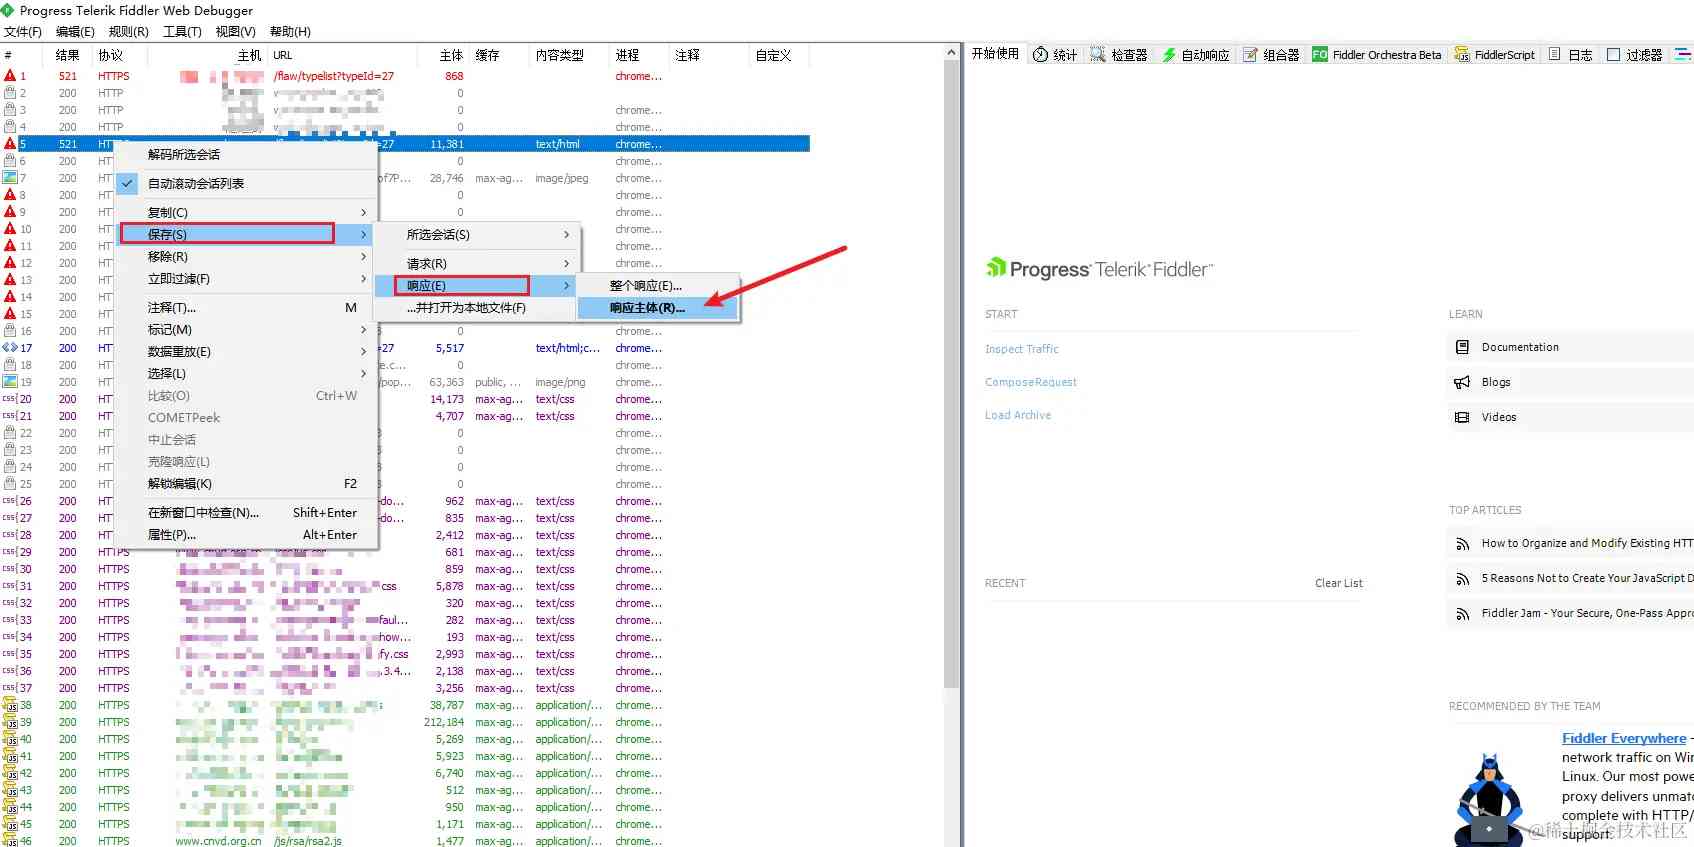 Progress Telerik Fiddler Web Debugger
文件(F) 编辑(E) 规则(R) 工具(T) 视图(V) 帮助(H)
# 结果 协议 主机 URL 主体 缓存 内容类型 进程 注释 自定义
1 521 HTTPS /flaw/typelist?typeId=27 868 chrome...
2 200 HTTP 0
3 200 HTTP 0 chrome...
4 200 HTTP 0 chrome...
5 521 =27 11,381 text/html chrome...
6 200 HT 0 chrome...
7 200 HT of7P... 28,746 max-ag... image/jpeg chrome...
8 200 HT 0 chrome...
9 200 HT 0 chrome...
10 200 HT 0 chrome...
11 200 HT 0 chrome...
12 200 HT chrome...
13 200 HT chrome...
14 200 HT chrome...
15 200 HT chrome...
16 200 HT 0 chrome...
17 200 HT =27 5,517 text/html;c... chrome...
18 200 HT e.c... 0 chrome...
19 200 HT /pop... 63,363 public, ... image/png chrome...
20 200 HT 14,173 max-ag... text/css chrome...
21 200 HT 4,707 max-ag... text/css chrome...
22 200 HT 0 chrome...
23 200 HT 0 chrome...
24 200 HT 0 chrome...
25 200 HT 0 chrome...
26 200 HT -do... 962 max-ag... text/css chrome...
27 200 HT -do... 835 max-ag... text/css chrome...
28 200 HT 2,412 max-ag... text/css chrome...
29 200 HTTPS 681 max-ag... text/css chrome...
30 200 HTTPS 859 max-ag... text/css chrome...
31 200 HTTPS css 5,878 max-ag... text/css chrome...
32 200 HTTPS 320 max-ag... text/css chrome...
33 200 HTTPS faul... 282 max-ag... text/css chrome...
34 200 HTTPS how... 193 max-ag... text/css chrome...
35 200 HTTPS fy.css 2,993 max-ag... text/css chrome...
36 200 HTTPS .3.4... 2,138 max-ag... text/css chrome...
37 200 HTTPS 3,256 max-ag... text/css chrome...
38 200 HTTPS s 38,787 max-ag... application/... chrome...
39 200 HTTPS 212,184 max-ag... application/... chrome...
40 200 HTTPS 5,269 max-ag... application/... chrome...
41 200 HTTPS 5,923 max-ag... application/... chrome...
42 200 HTTPS 6,740 max-ag... application/... chrome...
43 200 HTTPS 512 max-ag... application/... chrome...
44 200 HTTPS 950 max-ag... application/... chrome...
45 200 HTTPS 1,171 max-ag... application/... chrome...
46 200 HTTPS www.cnvd.org.cn /js/rsa/rsa2.js 1,477 max-ag... application/... chrome...
解码所选会话
自动滚动会话列表
复制(C)
保存(S)
移除(R)
立即过滤(F)
注释(T)... M
标记(M)
数据重放(E)
选择(L)
比较(O) Ctrl+W
COMETPeek
中止会话
克隆响应(L)
解锁编辑(K) F2
在新窗口中检查(N)... Shift+Enter
属性(P)... Alt+Enter
所选会话(S)
请求(R)
响应(E)
...并打开为本地文件(F)
整个响应(E)...
响应主体(R)...
开始使用 统计 检查器 自动响应 组合器 FO Fiddler Orchestra Beta FiddlerScript 日志 过滤器
Progress Telerik Fiddler
START
Inspect Traffic
ComposeRequest
Load Archive
RECENT Clear List
LEARN
Documentation
Blogs
Videos
TOP ARTICLES
How to Organize and Modify Existing HTT
5 Reasons Not to Create Your JavaScript D
Fiddler Jam - Your Secure, One-Pass Appro
RECOMMENDED BY THE TEAM
Fiddler Everywhere -
network traffic on Win
Linux. Our most powe
proxy delivers unmatc
complete with HTTP/
support.
@稀土掘金技术社区